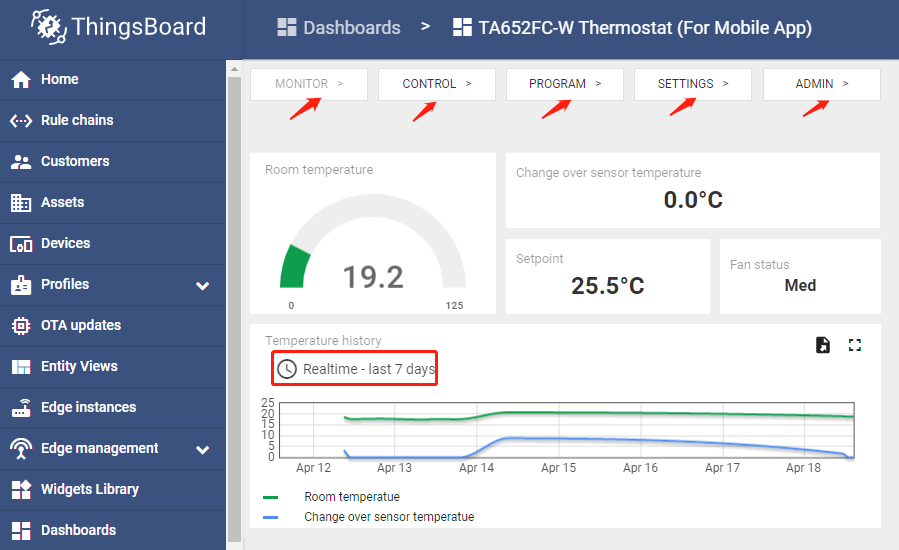 ThingsBoard
Dashboards > TA652FC-W Thermostat (For Mobile App)
Home
Rule chains
Customers
Assets
Devices
Profiles
OTA updates
Entity Views
Edge instances
Edge management
Widgets Library
Dashboards
MONITOR > CONTROL > PROGRAM > SETTINGS > ADMIN >
Room temperature
19.2
0 125
Change over sensor temperature
0.0°C
Setpoint
25.5°C
Fan status
Med
Temperature history
Realtime - last 7 days
25
20
15
10
5
0
Apr 12 Apr 13 Apr 14 Apr 15 Apr 16 Apr 17 Apr 18
Room temperatue
Change over sensor temperatue